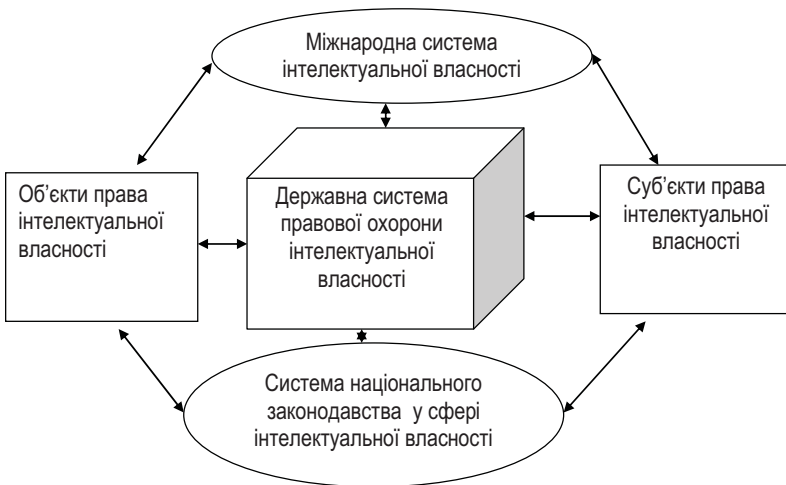 Міжнародна система
інтелектуальної власності
Об’єкти права
інтелектуальної
власності
Державна система
правової охорони
інтелектуальної
власності
Суб’єкти права
інтелектуальної
власності
Система національного
законодавства у сфері
інтелектуальної власності